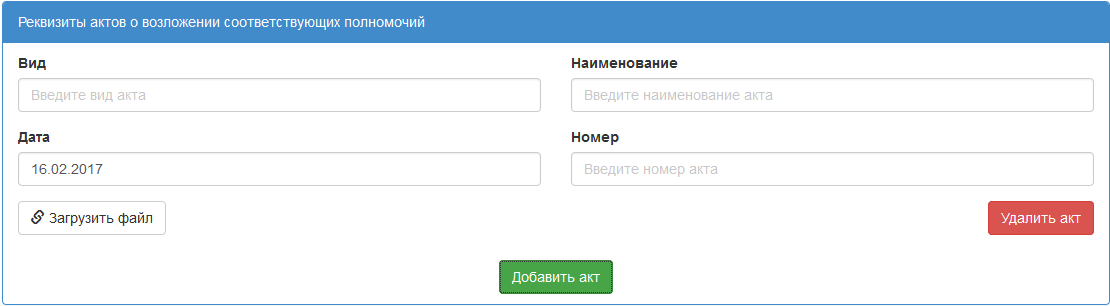 Реквизиты актов о возложении соответствующих полномочий
Вид
Наименование
Введите вид акта
Введите наименование акта
Дата
Номер
16.02.2017
Введите номер акта
Загрузить файл
Удалить акт
Добавить акт